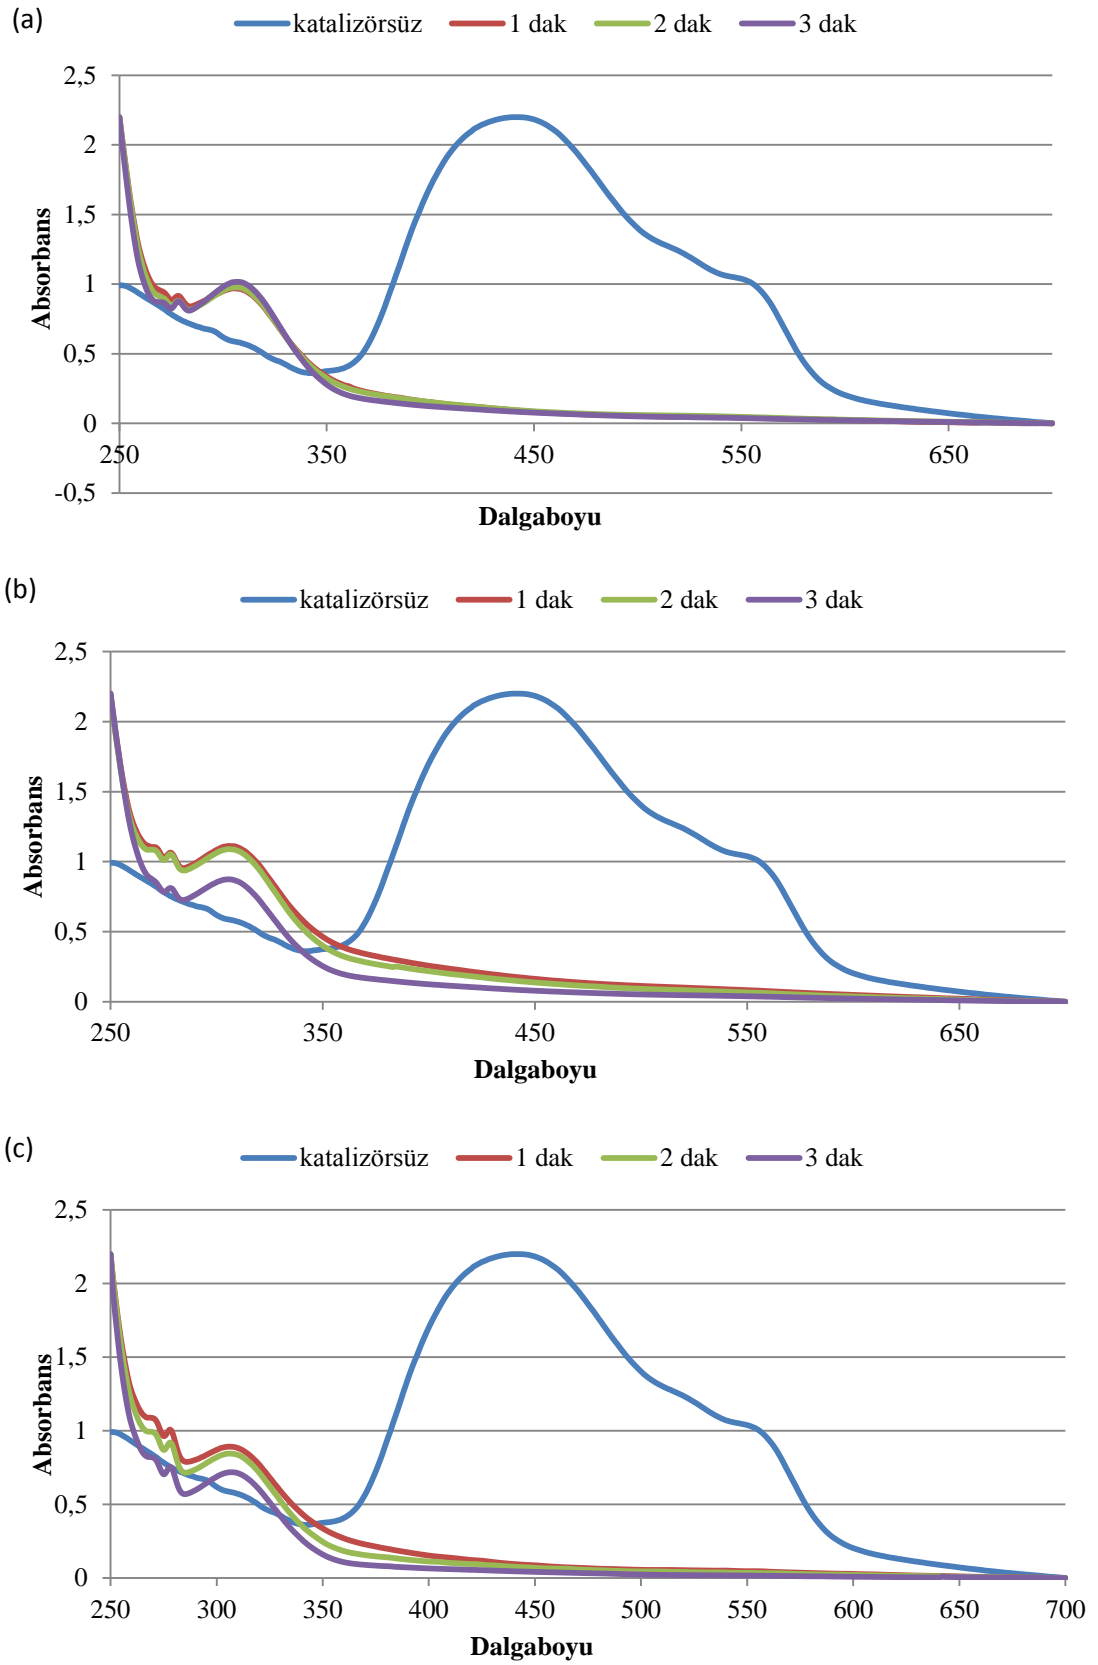 (a)
katalizörsüz 1 dak 2 dak 3 dak
2,5
2
1,5
1
0,5
0
-0,5
250 350 450 550 650
Absorbans
Dalgaboyu
(b)
katalizörsüz 1 dak 2 dak 3 dak
2,5
2
1,5
1
0,5
0
250 350 450 550 650
Absorbans
Dalgaboyu
(c)
katalizörsüz 1 dak 2 dak 3 dak
2,5
2
1,5
1
0,5
0
250 300 350 400 450 500 550 600 650 700
Absorbans
Dalgaboyu